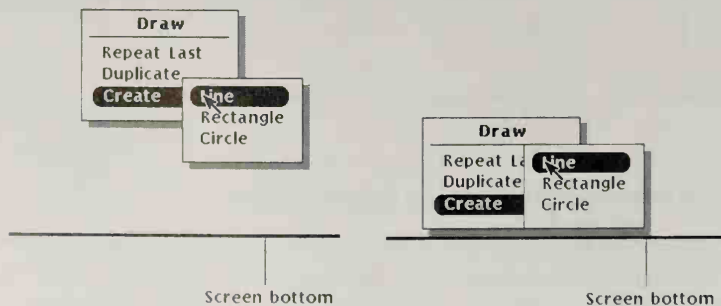 Draw
Repeat Last
Duplicate
Create
Line
Rectangle
Circle
Screen bottom
Draw
Repeat La
Duplicate
Create
Line
Rectangle
Circle
Screen bottom